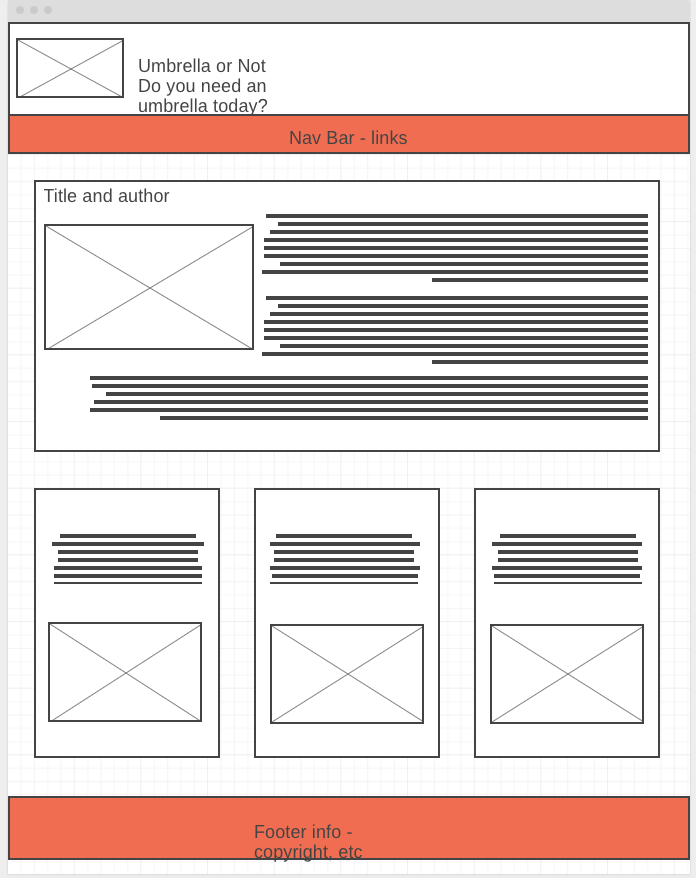 Umbrella or Not
Do you need an
umbrella today?
Nav Bar - links
Title and author
Footer info -
copyright, etc